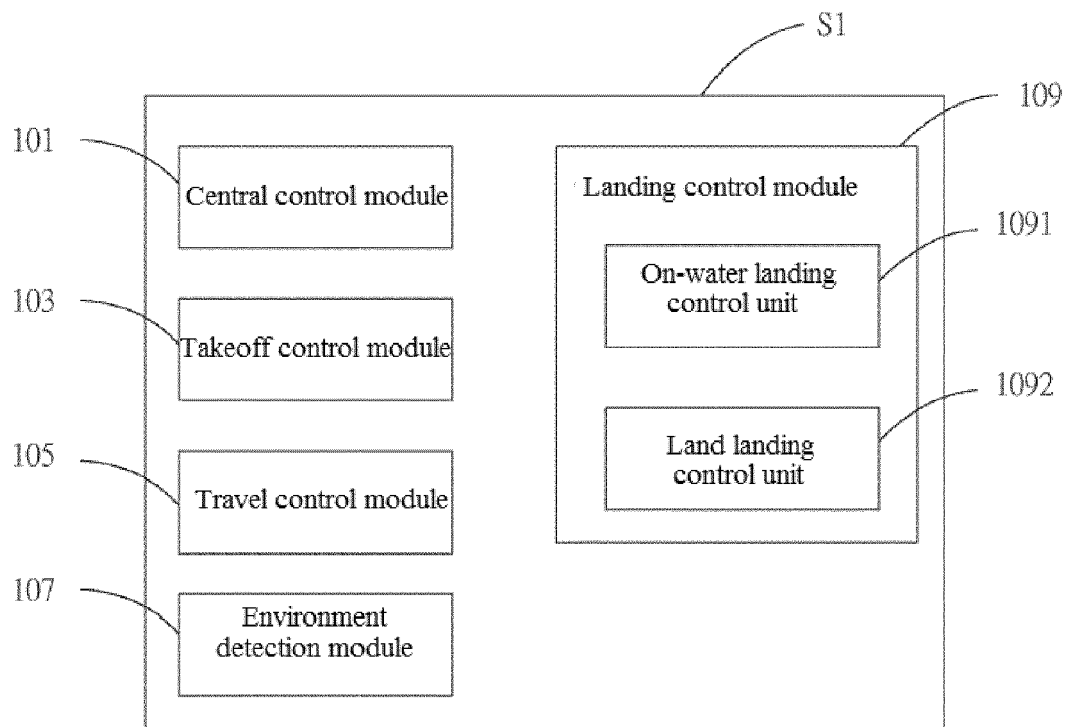 S1
101
Central control module
103
Takeoff control module
105
Travel control module
107
Environment
detection module
109
Landing control module
1091
On-water landing
control unit
1092
Land landing
control unit